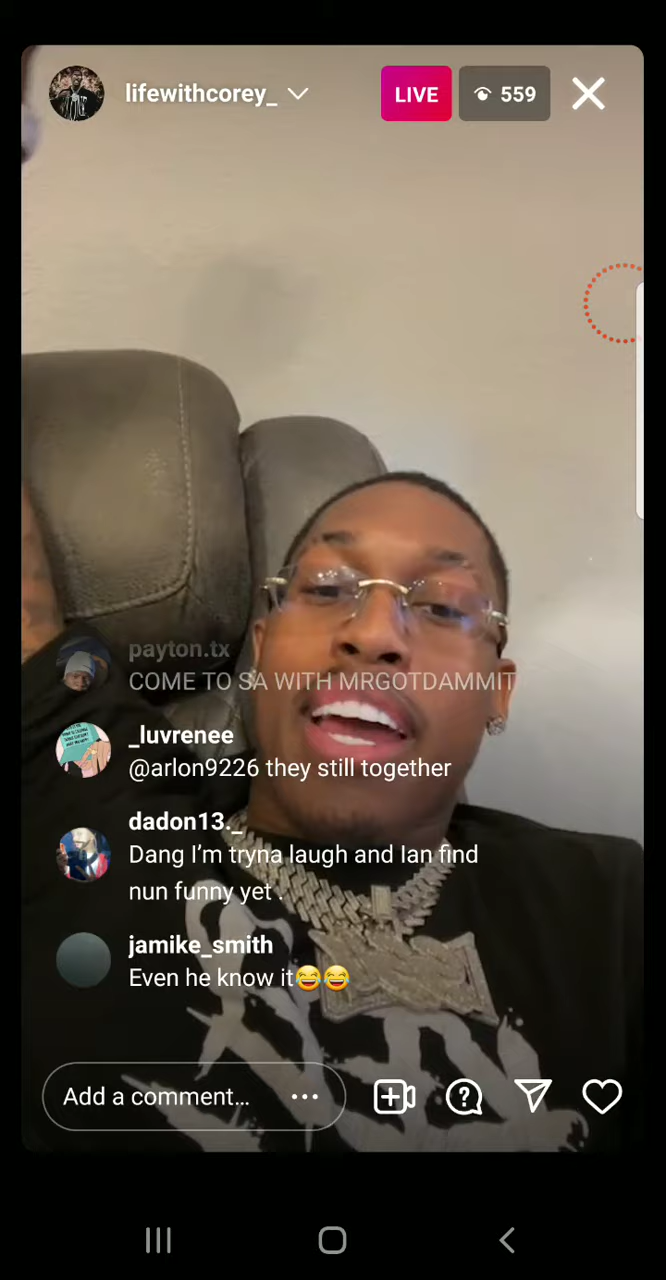 lifewithcorey_
LIVE
559
payton.tx
COME TO SA WITH MRGOTDAMMIT
_luvrenee
@arlon9226 they still together
dadon13._
Dang I'm tryna laugh and Ian find
nun funny yet .
jamike_smith
Even he know it😂😂
Add a comment...